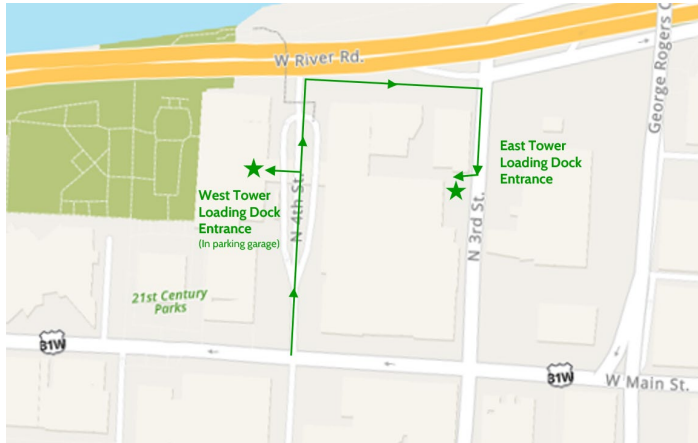 W River Rd.
George Rogers C
East Tower
Loading Dock
Entrance
West Tower
Loading Dock
Entrance
(In parking garage)
N 4th St.
N 3rd St.
21st Century
Parks
31W
31W
W Main St.